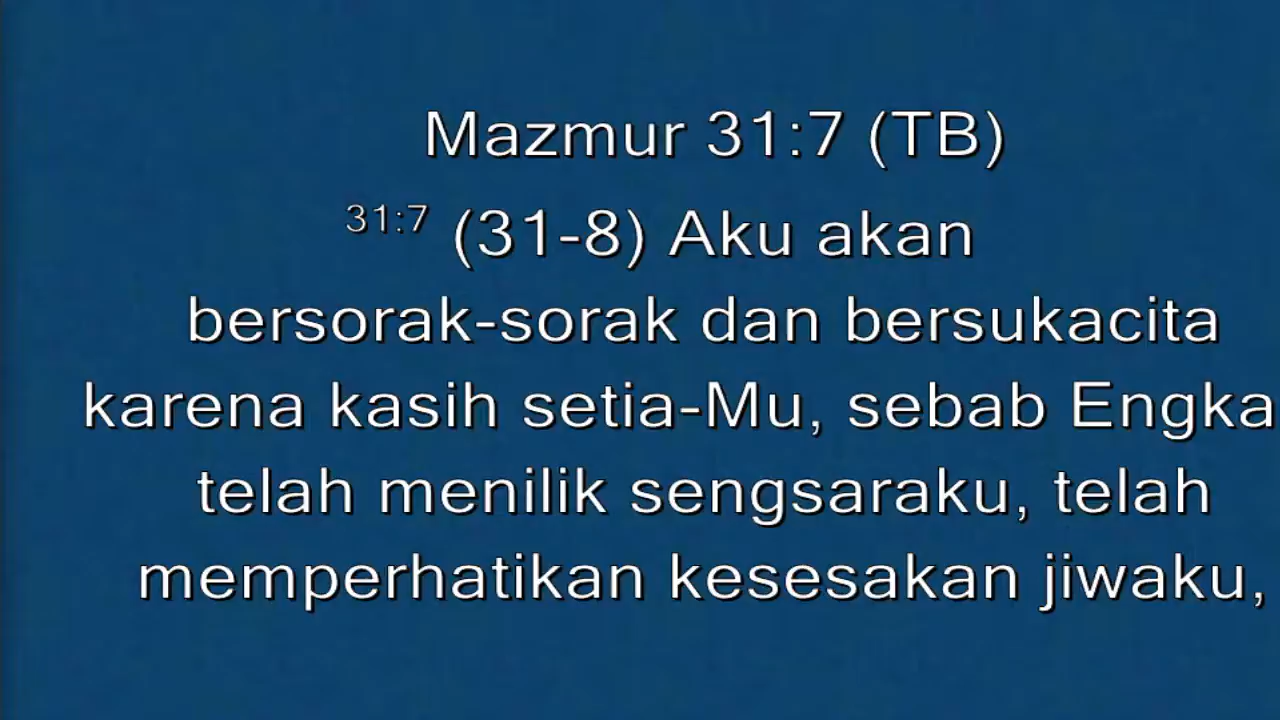 Mazmur 31:7 (TB)
31:7 (31-8) Aku akan
bersorak-sorak dan bersukacita
karena kasih setia-Mu, sebab Engka
telah menilik sengsaraku, telah
memperhatikan kesesakan jiwaku,